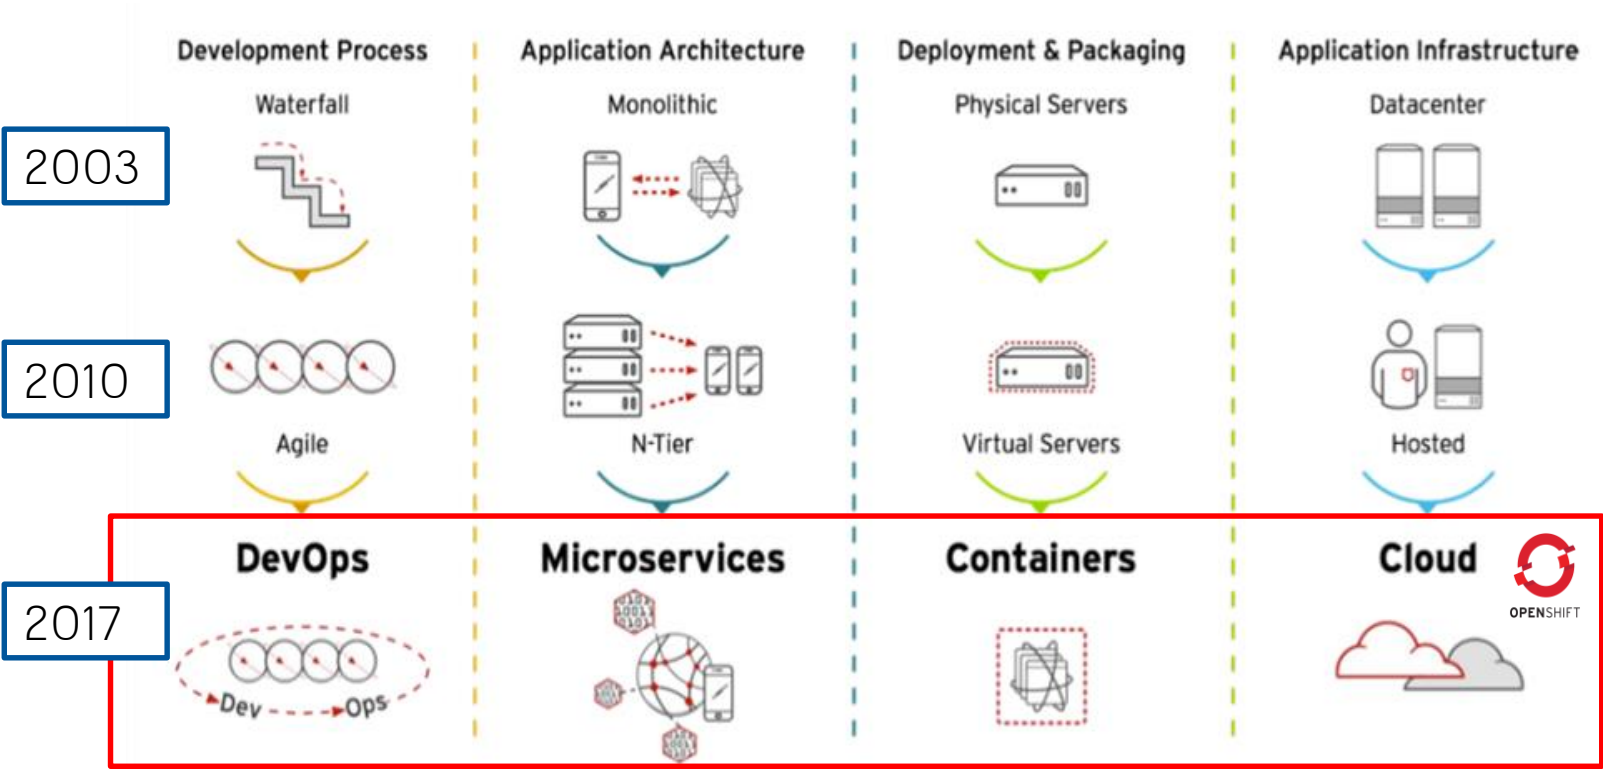 Development Process
Application Architecture
Deployment & Packaging
Application Infrastructure
Waterfall
Monolithic
Physical Servers
Datacenter
2003
2010
Agile
N-Tier
Virtual Servers
Hosted
DevOps
Microservices
Containers
Cloud
OPENSHIFT
2017
Dev
Ops